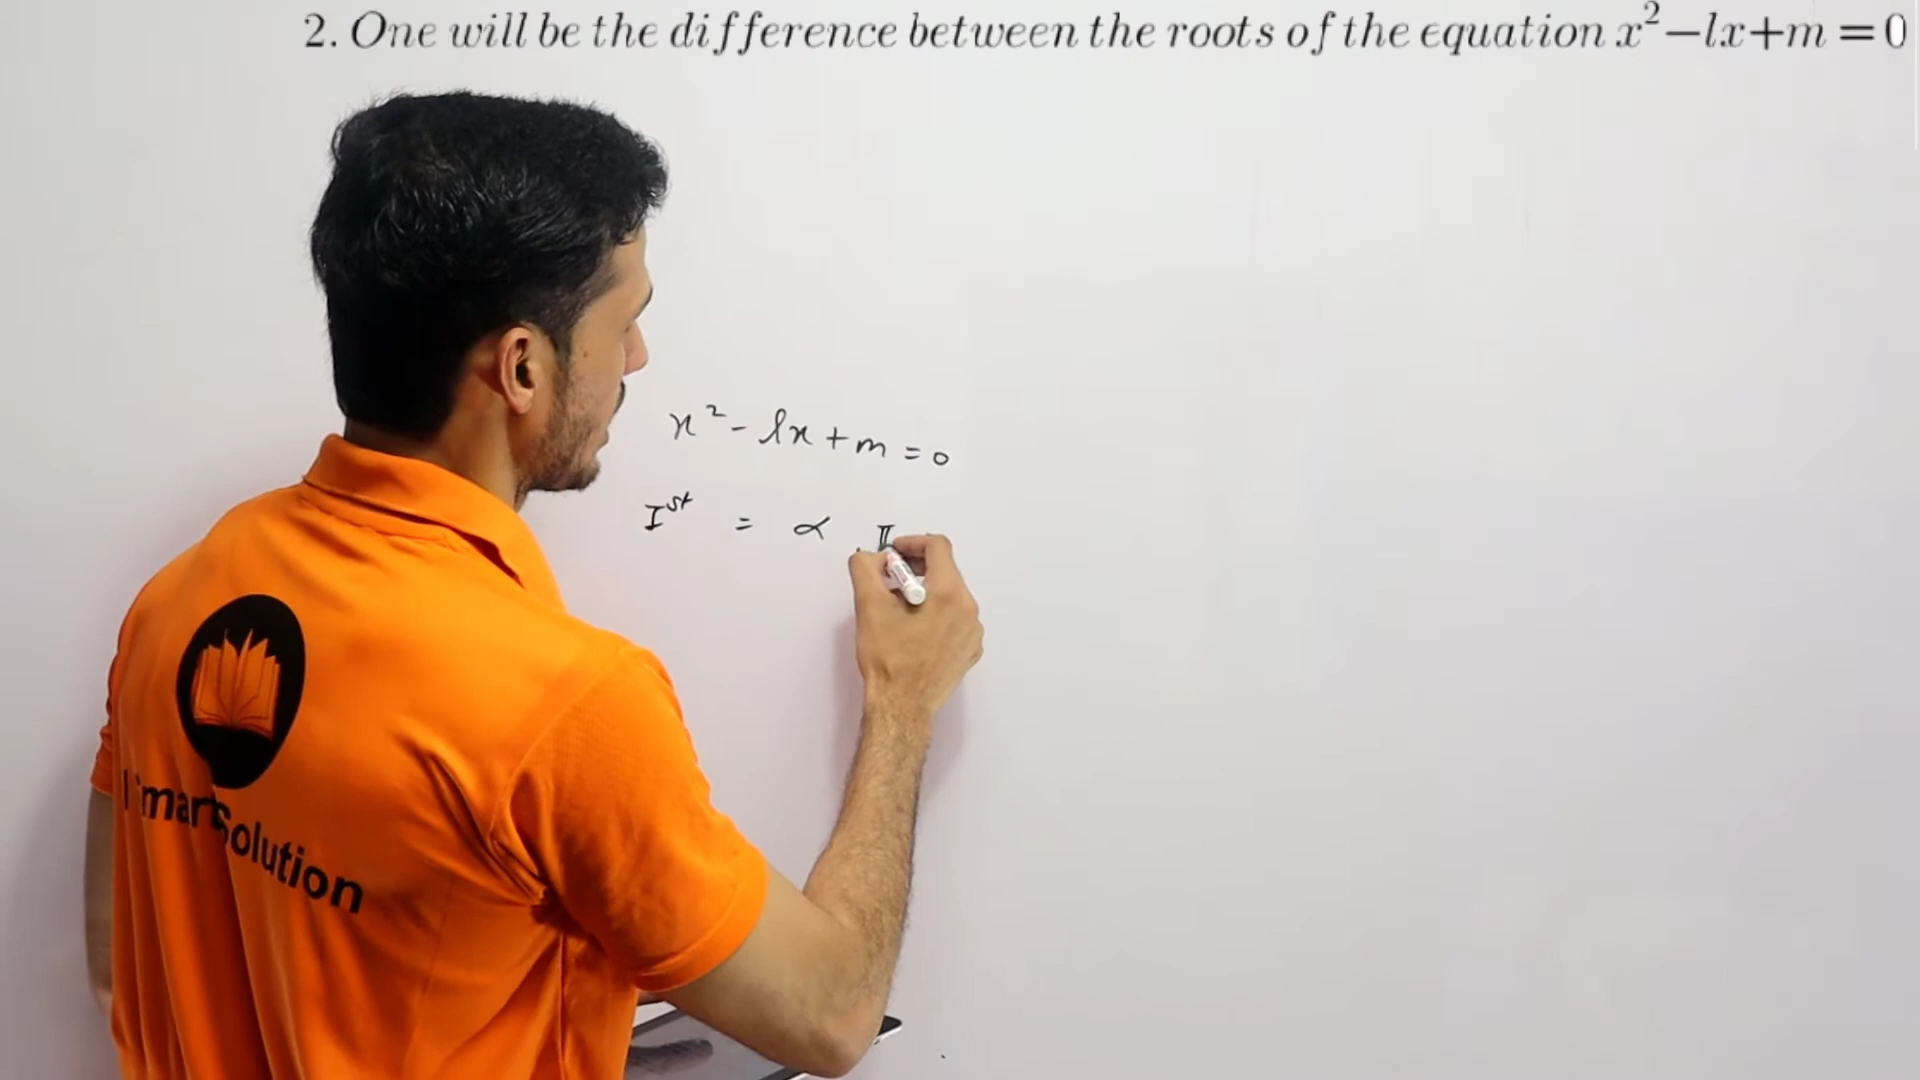 2. One will be the difference between the roots of the equation x²−lx+m = 0
x² - lx + m = 0
Iˢᵗ = α , II
Smart Solution